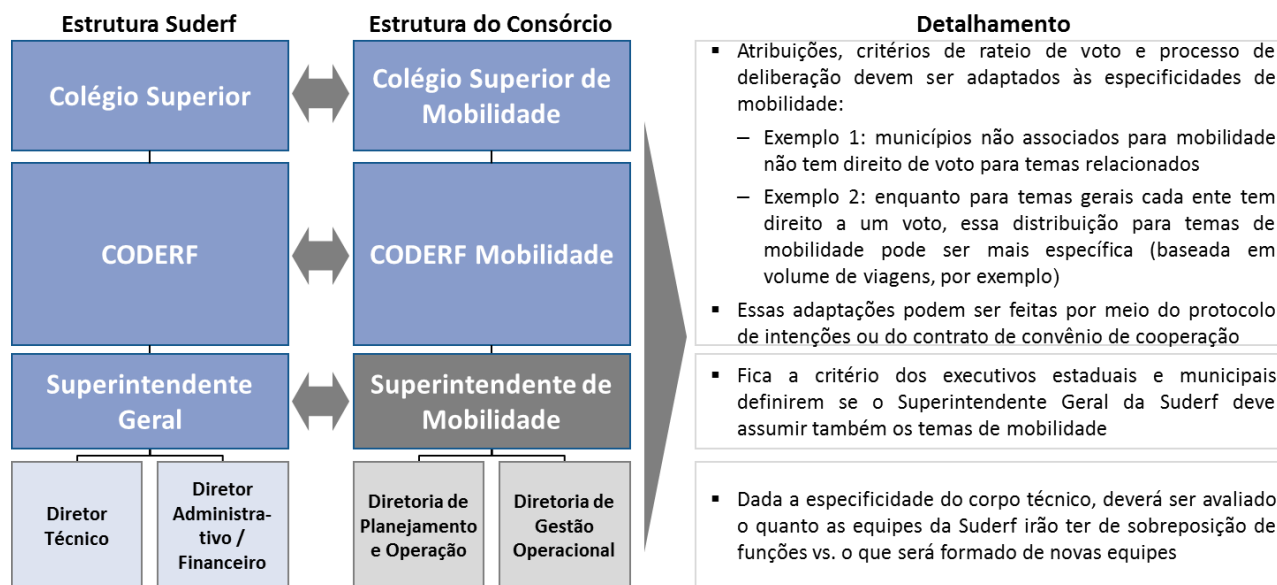 Estrutura Suderf
Estrutura do Consórcio
Detalhamento
Colégio Superior
Colégio Superior de
Mobilidade
▪ Atribuições, critérios de rateio de voto e processo de
deliberação devem ser adaptados às especificidades de
mobilidade:
– Exemplo 1: municípios não associados para mobilidade
não tem direito de voto para temas relacionados
– Exemplo 2: enquanto para temas gerais cada ente tem
direito a um voto, essa distribuição para temas de
mobilidade pode ser mais específica (baseada em
volume de viagens, por exemplo)
▪ Essas adaptações podem ser feitas por meio do protocolo
de intenções ou do contrato de convênio de cooperação
CODERF
CODERF Mobilidade
Superintendente
Geral
Superintendente de
Mobilidade
▪ Fica a critério dos executivos estaduais e municipais
definirem se o Superintendente Geral da Suderf deve
assumir também os temas de mobilidade
Diretor
Técnico
Diretor
Administra-
tivo /
Financeiro
Diretoria de
Planejamento
e Operação
Diretoria de
Gestão
Operacional
▪ Dada a especificidade do corpo técnico, deverá ser avaliado
o quanto as equipes da Suderf irão ter de sobreposição de
funções vs. o que será formado de novas equipes